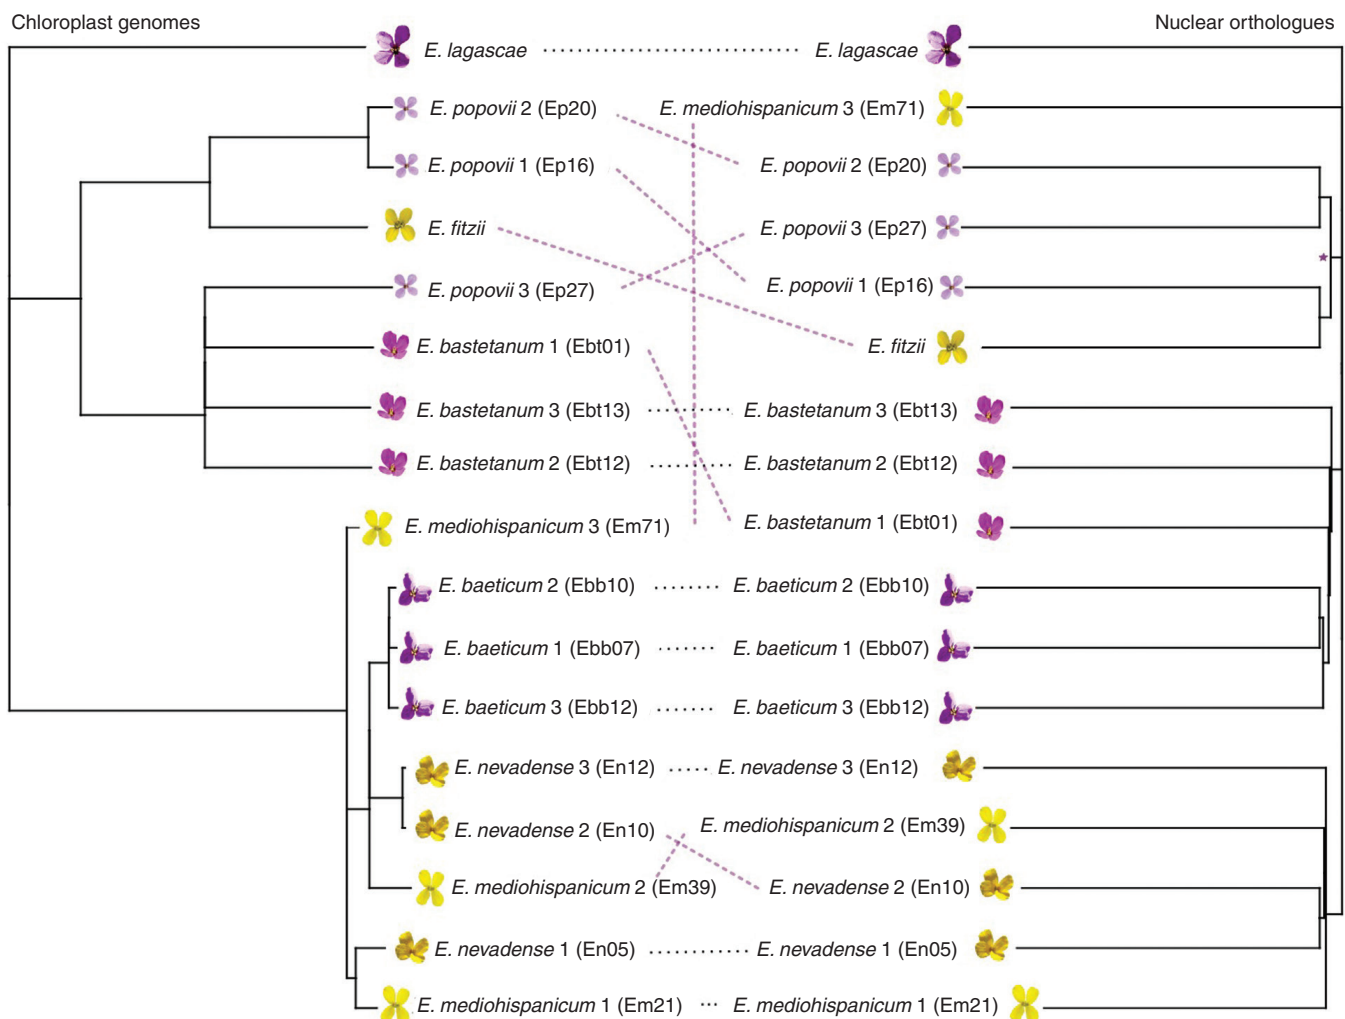 Chloroplast genomes
Nuclear orthologues
E. lagascae
E. lagascae
E. popovii 2 (Ep20)
E. mediohispanicum 3 (Em71)
E. popovii 1 (Ep16)
E. popovii 2 (Ep20)
E. fitzii
E. popovii 3 (Ep27)
E. popovii 3 (Ep27)
E. popovii 1 (Ep16)
E. bastetanum 1 (Ebt01)
E. fitzii
E. bastetanum 3 (Ebt13)
E. bastetanum 3 (Ebt13)
E. bastetanum 2 (Ebt12)
E. bastetanum 2 (Ebt12)
E. mediohispanicum 3 (Em71)
E. bastetanum 1 (Ebt01)
E. baeticum 2 (Ebb10)
E. baeticum 2 (Ebb10)
E. baeticum 1 (Ebb07)
E. baeticum 1 (Ebb07)
E. baeticum 3 (Ebb12)
E. baeticum 3 (Ebb12)
E. nevadense 3 (En12)
E. nevadense 3 (En12)
E. nevadense 2 (En10)
E. mediohispanicum 2 (Em39)
E. mediohispanicum 2 (Em39)
E. nevadense 2 (En10)
E. nevadense 1 (En05)
E. nevadense 1 (En05)
E. mediohispanicum 1 (Em21)
E. mediohispanicum 1 (Em21)